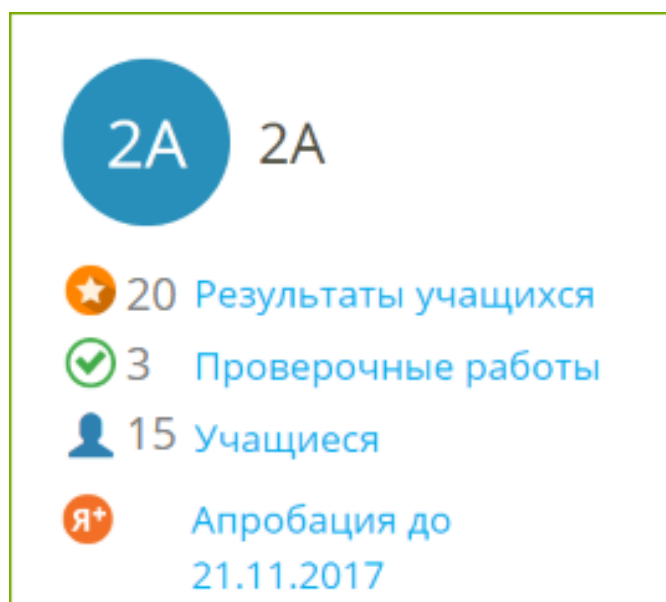 2А 2А
20 Результаты учащихся
3 Проверочные работы
15 Учащиеся
Я+ Апробация до
21.11.2017